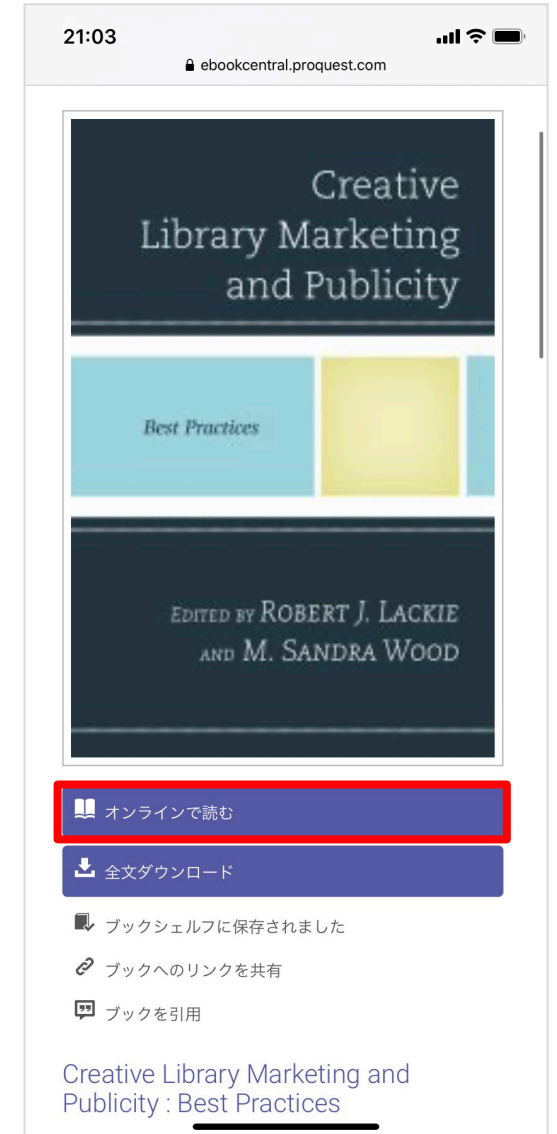 21:03
ebookcentral.proquest.com
Creative
Library Marketing
and Publicity
Best Practices
EDITED BY ROBERT J. LACKIE
AND M. SANDRA WOOD
オンラインで読む
全文ダウンロード
ブックシェルフに保存されました
ブックへのリンクを共有
ブックを引用
Creative Library Marketing and
Publicity : Best Practices